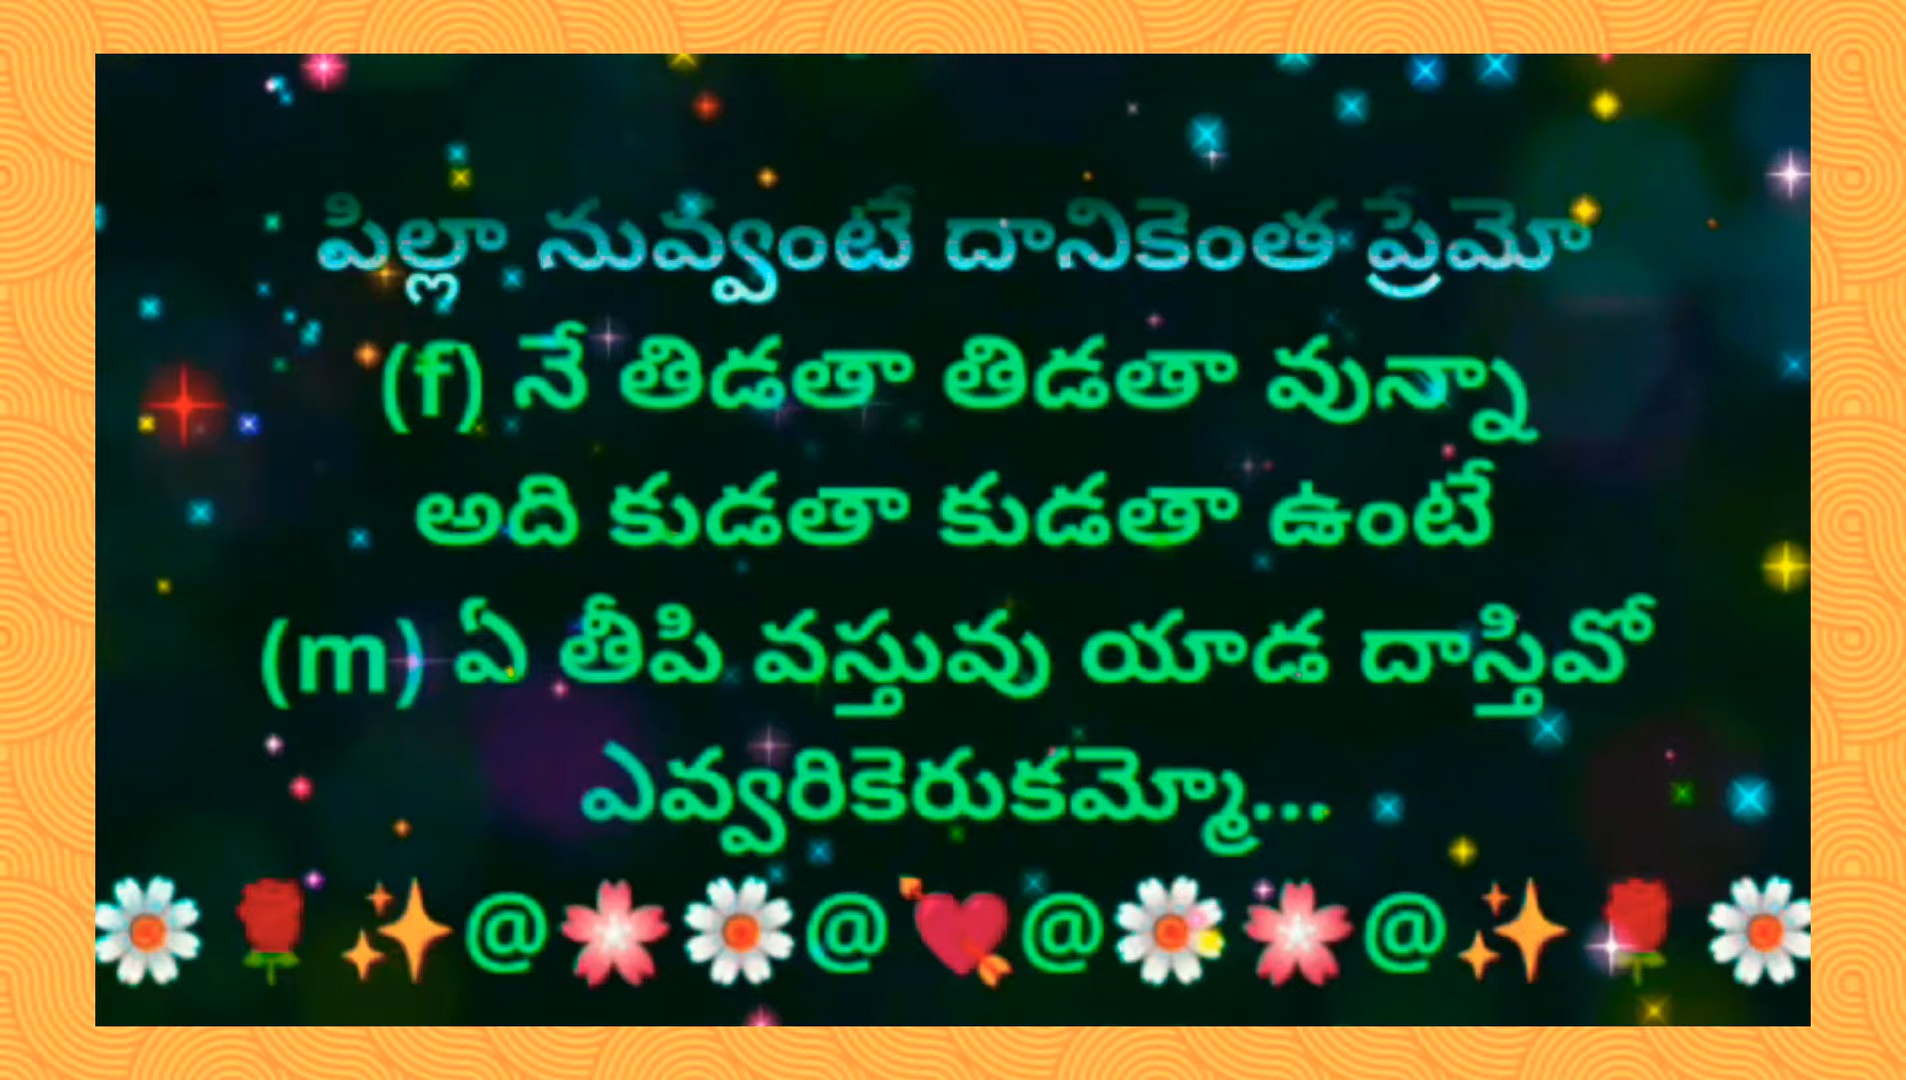 పిల్లా నువ్వంటే దానికెంత ప్రేమో
(f) నే తిడతా తిడతా వున్నా
అది కుడతా కుడతా ఉంటే
(m) ఏ తీపి వస్తువు యాడ దాస్తివో
ఎవ్వరికెరుకమ్మో...
🌼 🌹 ✨@🌸🌼@💘@🌼🌸@✨🌹🌼